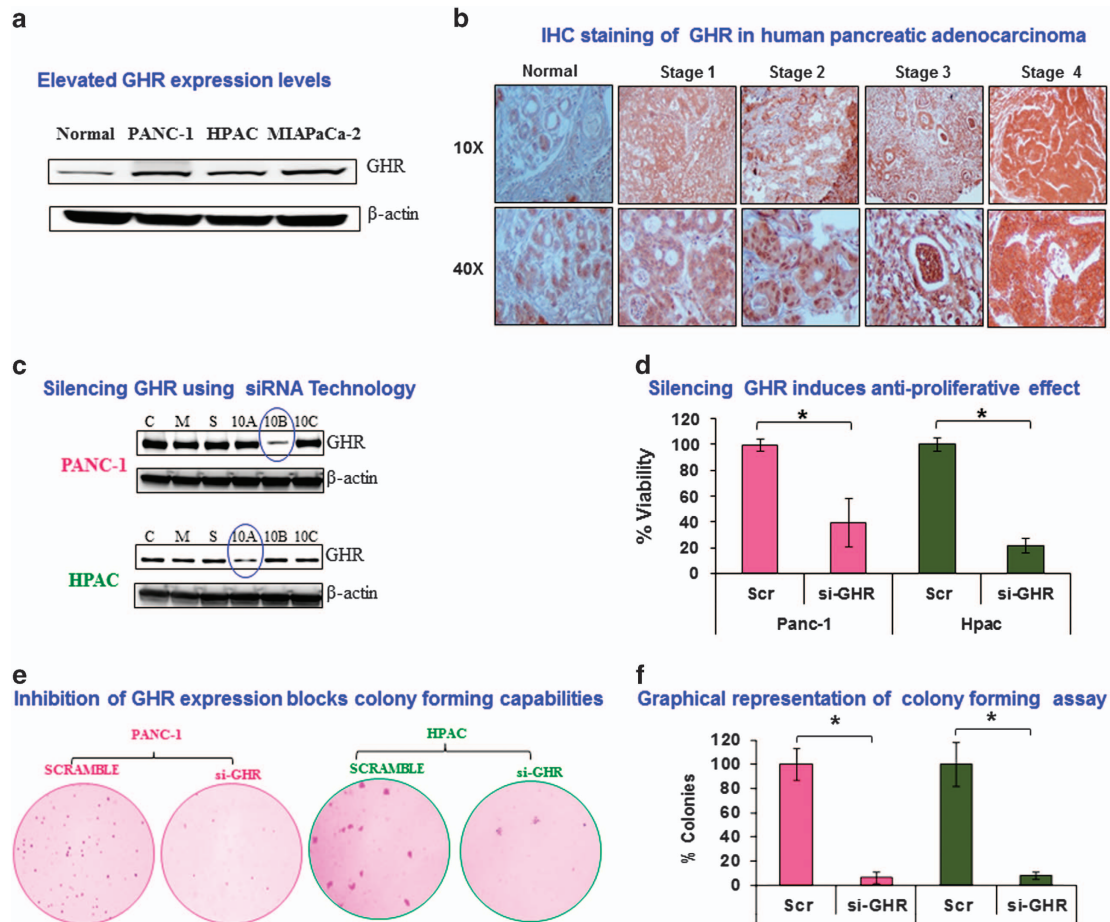 a
Elevated GHR expression levels
Normal PANC-1 HPAC MIAPaCa-2
GHR
β-actin
b
IHC staining of GHR in human pancreatic adenocarcinoma
Normal Stage 1 Stage 2 Stage 3 Stage 4
10X
40X
c
Silencing GHR using siRNA Technology
C M S 10A 10B 10C
GHR
PANC-1
β-actin
C M S 10A 10B 10C
GHR
HPAC
β-actin
d
Silencing GHR induces anti-proliferative effect
120
100
80
60
40
20
0
% Viability
* *
Scr si-GHR Scr si-GHR
Panc-1 Hpac
e
Inhibition of GHR expression blocks colony forming capabilities
PANC-1 HPAC
SCRAMBLE si-GHR SCRAMBLE si-GHR
f
Graphical representation of colony forming assay
120
100
80
60
40
20
0
% Colonies
* *
Scr si-GHR Scr si-GHR